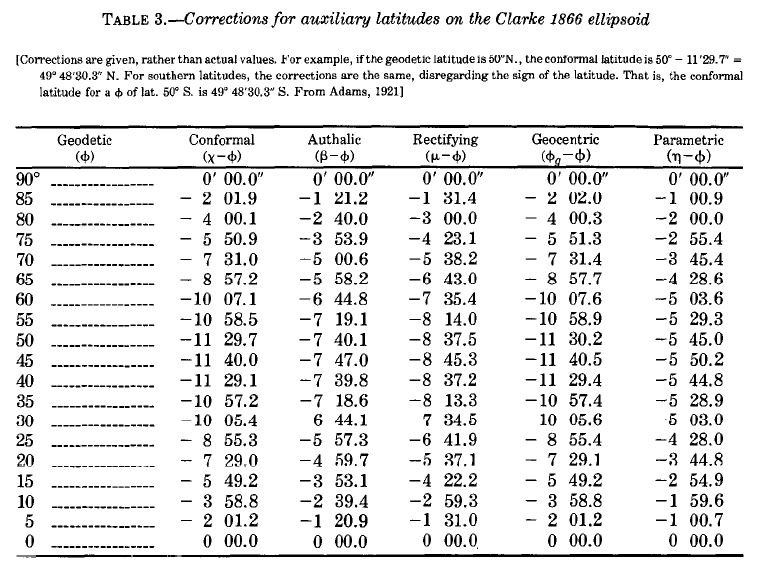 TABLE 3.—Corrections for auxiliary latitudes on the Clarke 1866 ellipsoid
[Corrections are given, rather than actual values. For example, if the geodetic latitude is 50°N., the conformal latitude is 50° − 11'29.7" =
49° 48'30.3" N. For southern latitudes, the corrections are the same, disregarding the sign of the latitude. That is, the conformal
latitude for a ϕ of lat. 50° S. is 49° 48'30.3" S. From Adams, 1921]
Geodetic Conformal Authalic Rectifying Geocentric Parametric
(ϕ) (χ−ϕ) (β−ϕ) (μ−ϕ) (ϕg−ϕ) (η−ϕ)
90° 0' 00.0" 0' 00.0" 0' 00.0" 0' 00.0" 0' 00.0"
85 − 2 01.9 −1 21.2 −1 31.4 − 2 02.0 −1 00.9
80 − 4 00.1 −2 40.0 −3 00.0 − 4 00.3 −2 00.0
75 − 5 50.9 −3 53.9 −4 23.1 − 5 51.3 −2 55.4
70 − 7 31.0 −5 00.6 −5 38.2 − 7 31.4 −3 45.4
65 − 8 57.2 −5 58.2 −6 43.0 − 8 57.7 −4 28.6
60 −10 07.1 −6 44.8 −7 35.4 −10 07.6 −5 03.6
55 −10 58.5 −7 19.1 −8 14.0 −10 58.9 −5 29.3
50 −11 29.7 −7 40.1 −8 37.5 −11 30.2 −5 45.0
45 −11 40.0 −7 47.0 −8 45.3 −11 40.5 −5 50.2
40 −11 29.1 −7 39.8 −8 37.2 −11 29.4 −5 44.8
35 −10 57.2 −7 18.6 −8 13.3 −10 57.4 −5 28.9
30 −10 05.4 6 44.1 7 34.5 10 05.6 5 03.0
25 − 8 55.3 −5 57.3 −6 41.9 − 8 55.4 −4 28.0
20 − 7 29.0 −4 59.7 −5 37.1 − 7 29.1 −3 44.8
15 − 5 49.2 −3 53.1 −4 22.2 − 5 49.2 −2 54.9
10 − 3 58.8 −2 39.4 −2 59.3 − 3 58.8 −1 59.6
5 − 2 01.2 −1 20.9 −1 31.0 − 2 01.2 −1 00.7
0 0 00.0 0 00.0 0 00.0 0 00.0 0 00.0